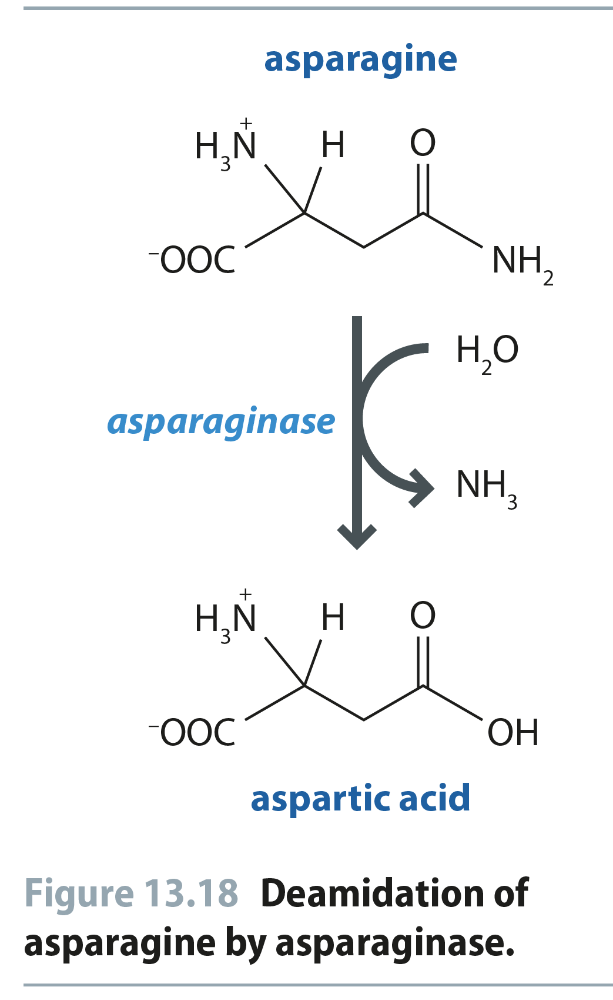 asparagine
H₃N⁺ H O
⁻OOC NH₂
H₂O
asparaginase
NH₃
H₃N⁺ H O
⁻OOC OH
aspartic acid
Figure 13.18 Deamidation of
asparagine by asparaginase.